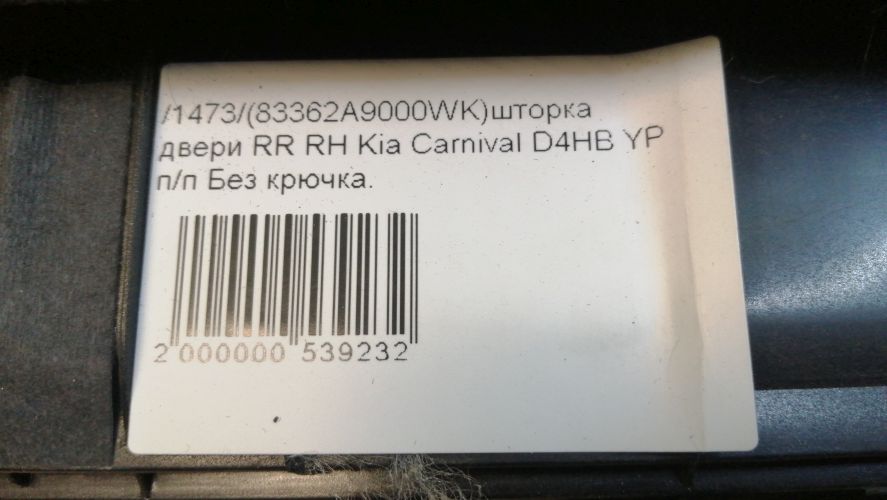 /1473/(83362A9000WK)шторка
двери RR RH Kia Carnival D4HB YP
п/п Без крючка.
2 000000 539232